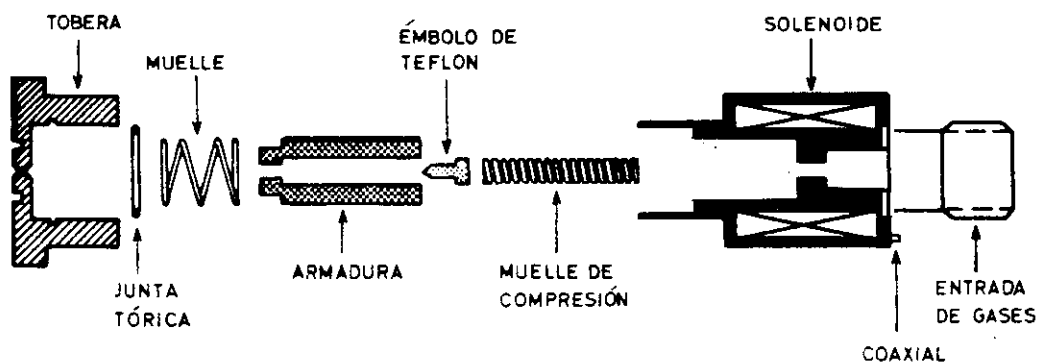 TOBERA
MUELLE
ÉMBOLO DE
TEFLON
SOLENOIDE
JUNTA
TÓRICA
ARMADURA
MUELLE DE
COMPRESIÓN
ENTRADA
DE GASES
COAXIAL